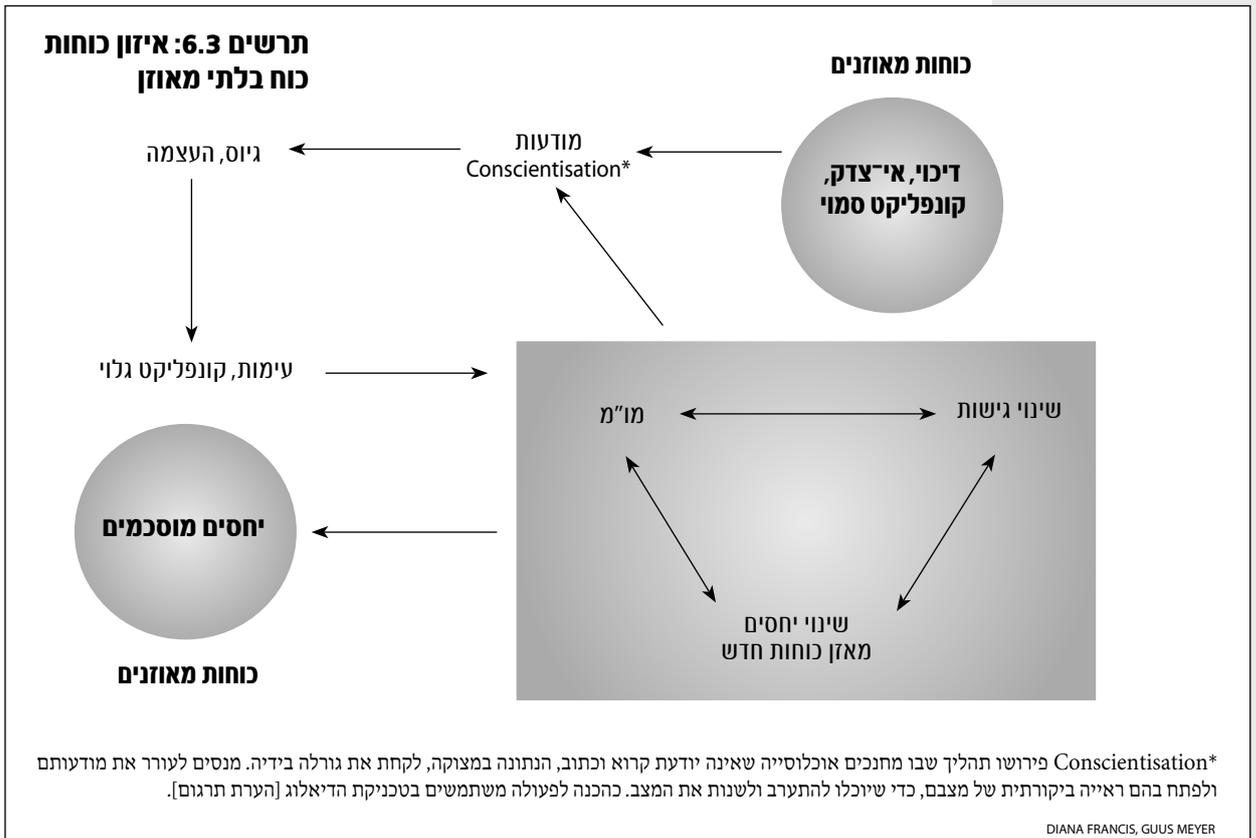 תרשים 6.3: איזון כוחות
כוח בלתי מאוזן
כוחות מאוזנים
דיכוי, אי־צדק,
קונפליקט סמוי
מודעות
Conscientisation*
גיוס, העצמה
עימות, קונפליקט גלוי
שינוי גישות
מו"מ
שינוי יחסים
מאזן כוחות חדש
יחסים מוסכמים
כוחות מאוזנים
*Conscientisation פירושו תהליך שבו מחנכים אוכלוסייה שאינה יודעת קרוא וכתוב, הנתונה במצוקה, לקחת את גורלה בידיה. מנסים לעורר את מודעותם
ולפתח בהם ראייה ביקורתית של מצבם, כדי שיוכלו להתערב ולשנות את המצב. כהכנה לפעולה משתמשים בטכניקת הדיאלוג [הערת תרגום].
DIANA FRANCIS, GUUS MEYER